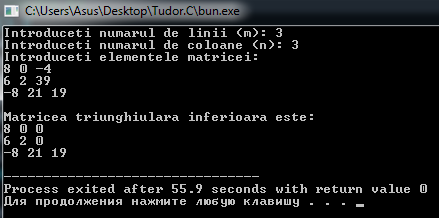 C:\Users\Asus\Desktop\Tudor.C\bun.exe
Introduceti numarul de linii (m): 3
Introduceti numarul de coloane (n): 3
Introduceti elementele matricei:
8 0 -4
6 2 39
-8 21 19
Matricea triunghiulara inferioara este:
8 0 0
6 2 0
-8 21 19
--------------------------------
Process exited after 55.9 seconds with return value 0
Для продолжения нажмите любую клавишу . . . _